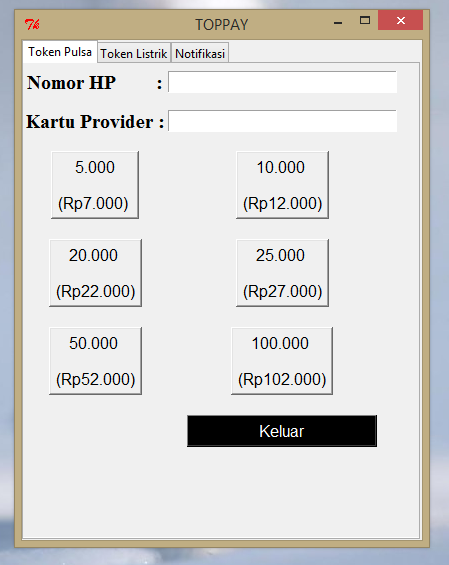 TOPPAY
Token Pulsa Token Listrik Notifikasi
Nomor HP :
Kartu Provider :
5.000 10.000
(Rp7.000) (Rp12.000)
20.000 25.000
(Rp22.000) (Rp27.000)
50.000 100.000
(Rp52.000) (Rp102.000)
Keluar